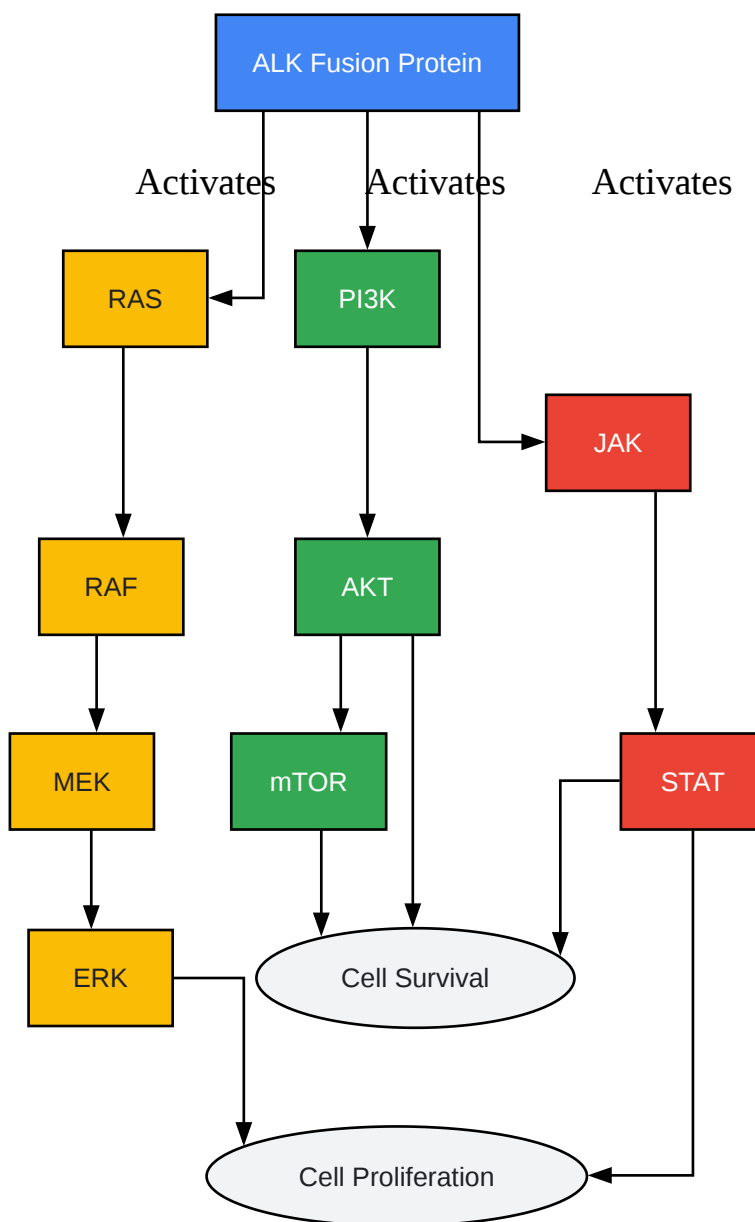 ALK Fusion Protein
Activates
Activates
Activates
RAS
PI3K
JAK
RAF
AKT
MEK
mTOR
STAT
ERK
Cell Survival
Cell Proliferation